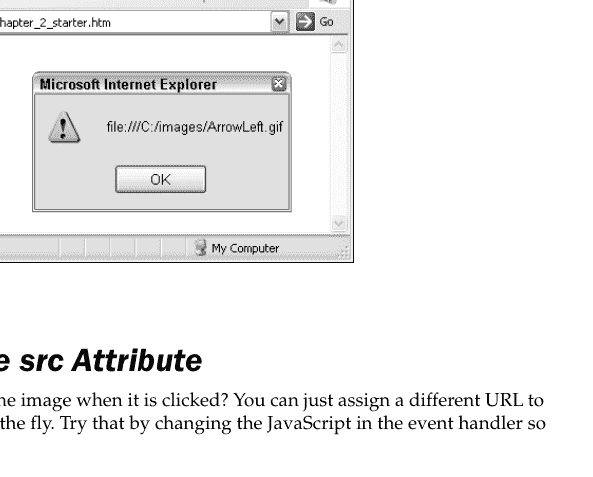 hapter_2_starter.htm Go
Microsoft Internet Explorer
file:///C:/images/ArrowLeft.gif
OK
My Computer
e src Attribute
he image when it is clicked? You can just assign a different URL to
the fly. Try that by changing the JavaScript in the event handler so